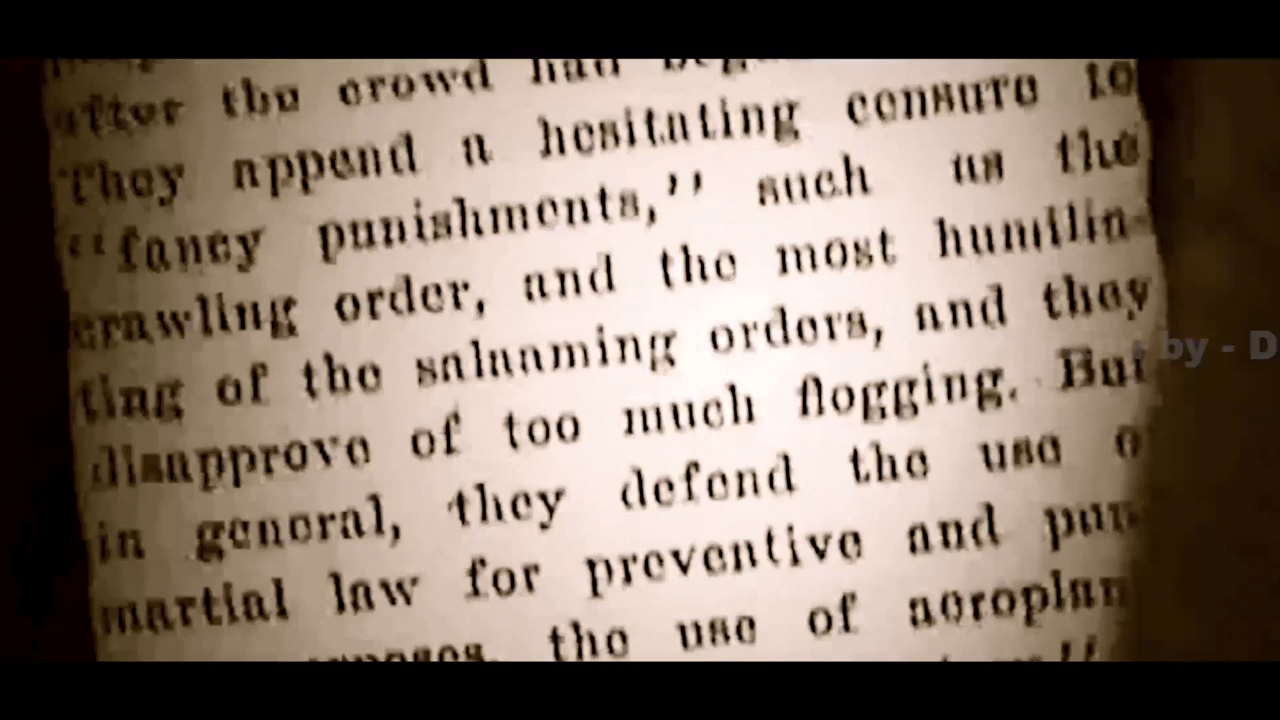 after the crowd had
They append a hesitating censure to
"fancy punishments," such as the
crawling order, and the most humilia-
ting of the salaaming orders, and they
disapprove of too much flogging. But
in general, they defend the use o
martial law for preventive and pun-
the use of aeroplan
by - D